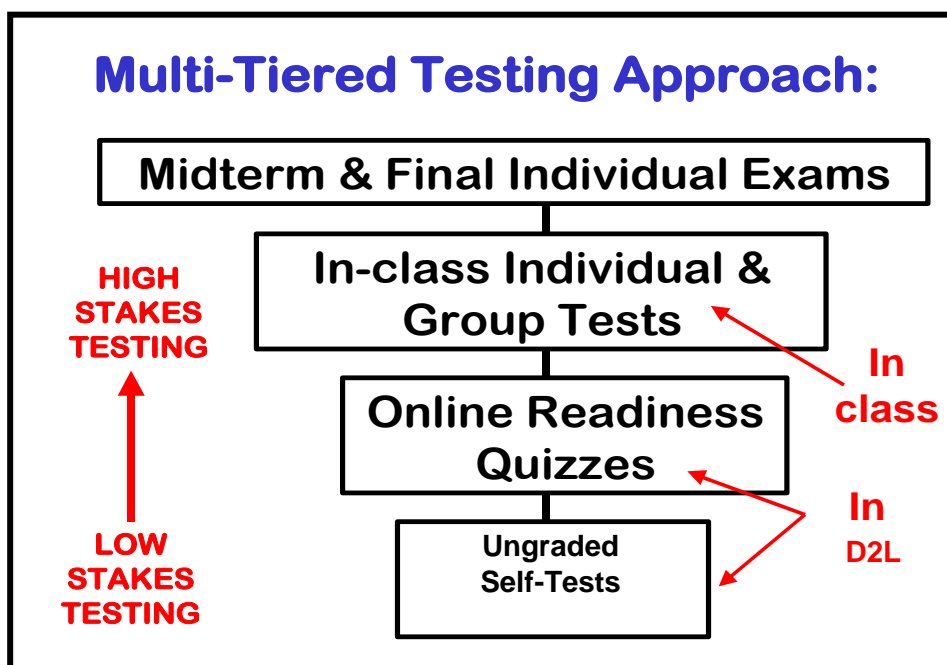 Multi-Tiered Testing Approach:
Midterm & Final Individual Exams
In-class Individual &
Group Tests
HIGH
STAKES
TESTING
In
class
Online Readiness
Quizzes
In
D2L
Ungraded
Self-Tests
LOW
STAKES
TESTING